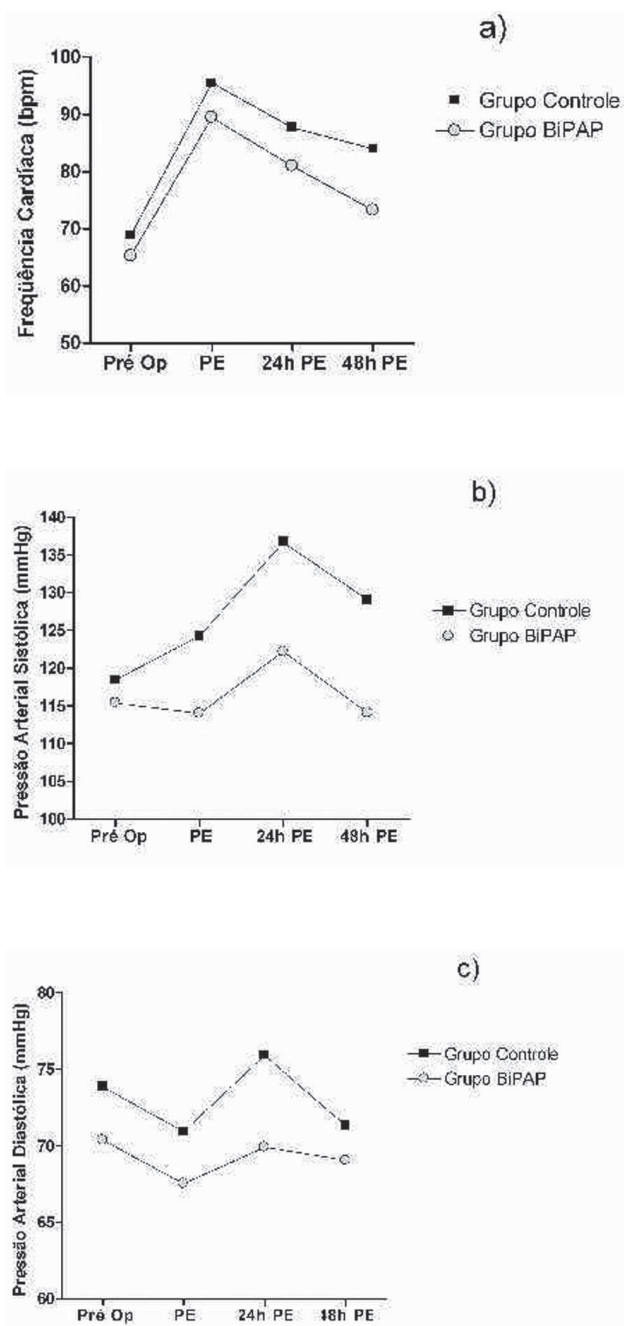 a)
Freqüência Cardíaca (bpm)
100
90
80
70
60
50
Pré Op
PE
24h PE
48h PE
Grupo Controle
Grupo BiPAP
b)
Pressão Arterial Sistólica (mmHg)
140
135
130
125
120
115
110
105
100
Pré Op
PE
24h PE
48h PE
Grupo Controle
Grupo BiPAP
c)
Pressão Arterial Diastólica (mmHg)
80
75
70
65
60
Pré Op
PE
24h PE
48h PE
Grupo Controle
Grupo BiPAP